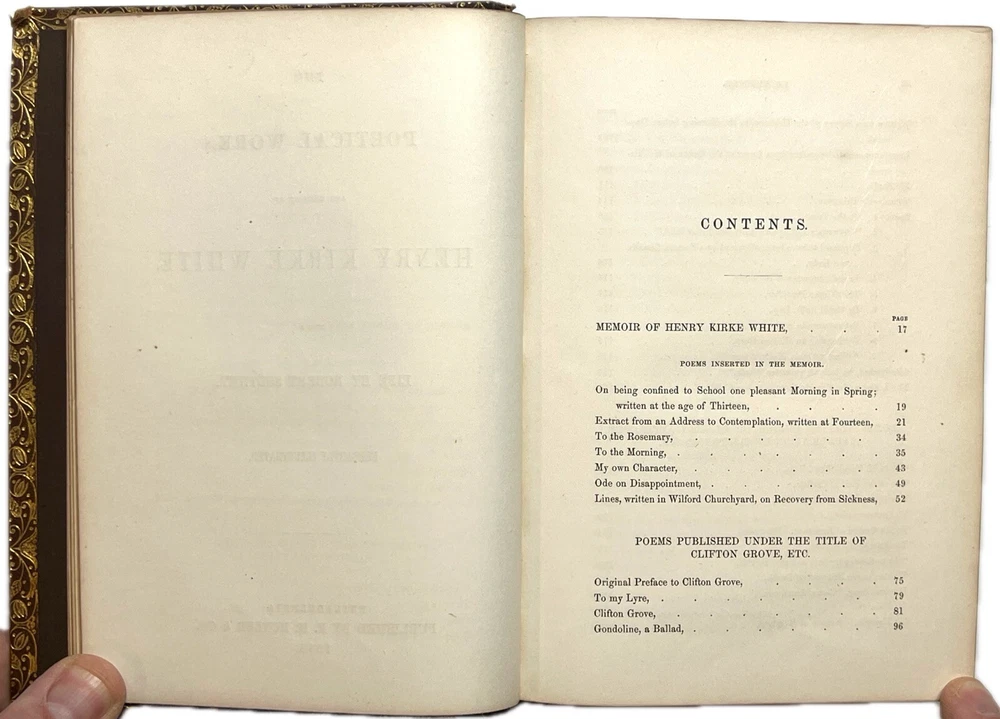 CONTENTS.
PAGE
MEMOIR OF HENRY KIRKE WHITE, . . . 17
POEMS INSERTED IN THE MEMOIR.
On being confined to School one pleasant Morning in Spring;
written at the age of Thirteen, . . . . 19
Extract from an Address to Contemplation, written at Fourteen, 21
To the Rosemary, . . . . . . 34
To the Morning, . . . . . . 35
My own Character, . . . . . . 43
Ode on Disappointment, . . . . . . 49
Lines, written in Wilford Churchyard, on Recovery from Sickness, 52
POEMS PUBLISHED UNDER THE TITLE OF
CLIFTON GROVE, ETC.
Original Preface to Clifton Grove, . . . . 75
To my Lyre, . . . . . . . 79
Clifton Grove, . . . . . . . 81
Gondoline, a Ballad, . . . . . . 96